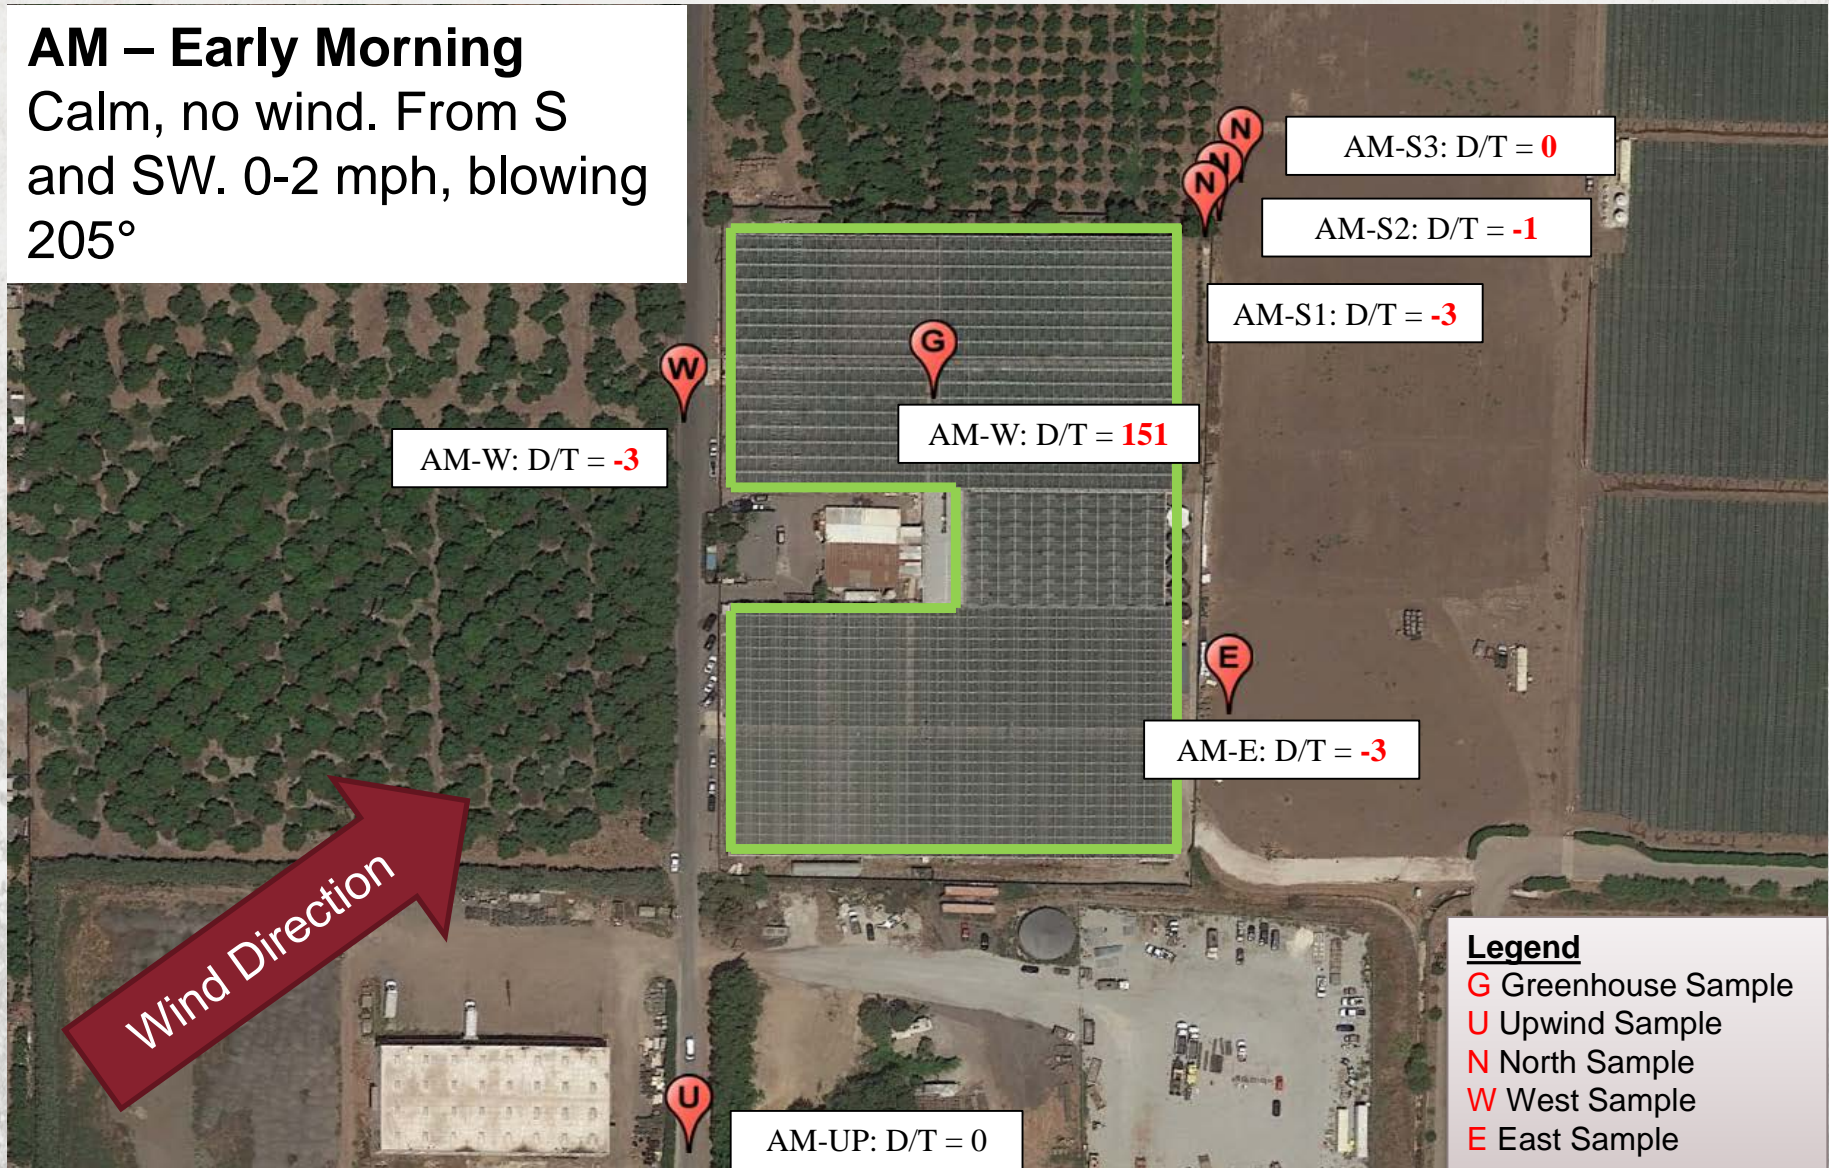 AM – Early Morning
Calm, no wind. From S
and SW. 0-2 mph, blowing
205°
N
N
N
AM-S3: D/T = 0
AM-S2: D/T = -1
AM-S1: D/T = -3
G
W
AM-W: D/T = 151
AM-W: D/T = -3
E
AM-E: D/T = -3
Wind Direction
U
AM-UP: D/T = 0
Legend
G Greenhouse Sample
U Upwind Sample
N North Sample
W West Sample
E East Sample